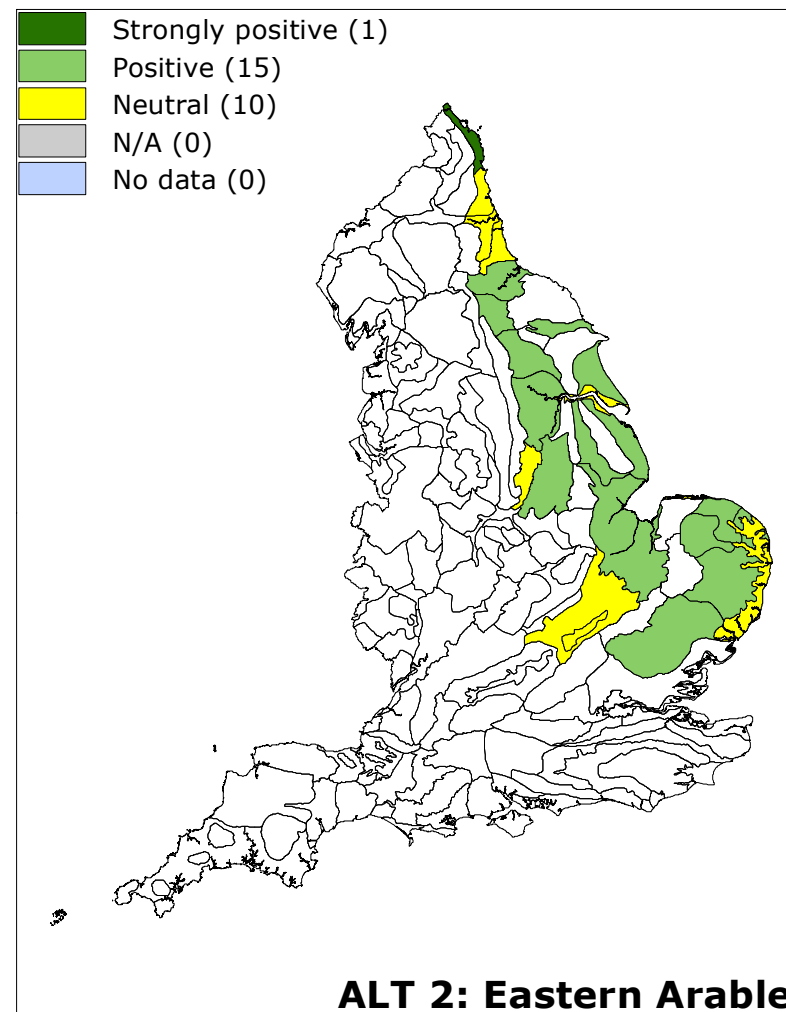 Strongly positive (1)
Positive (15)
Neutral (10)
N/A (0)
No data (0)
ALT 2: Eastern Arable